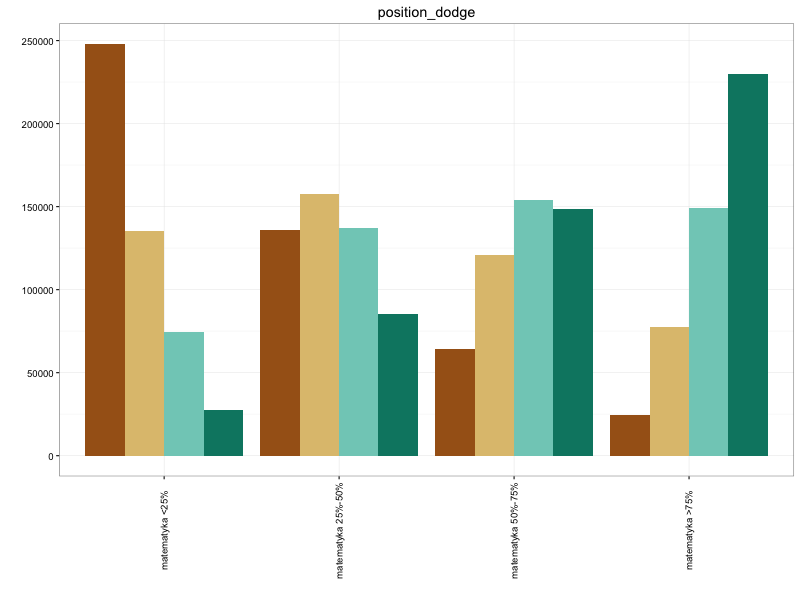 position_dodge
250000
200000
150000
100000
50000
0
matematyka <25%
matematyka 25%-50%
matematyka 50%-75%
matematyka >75%